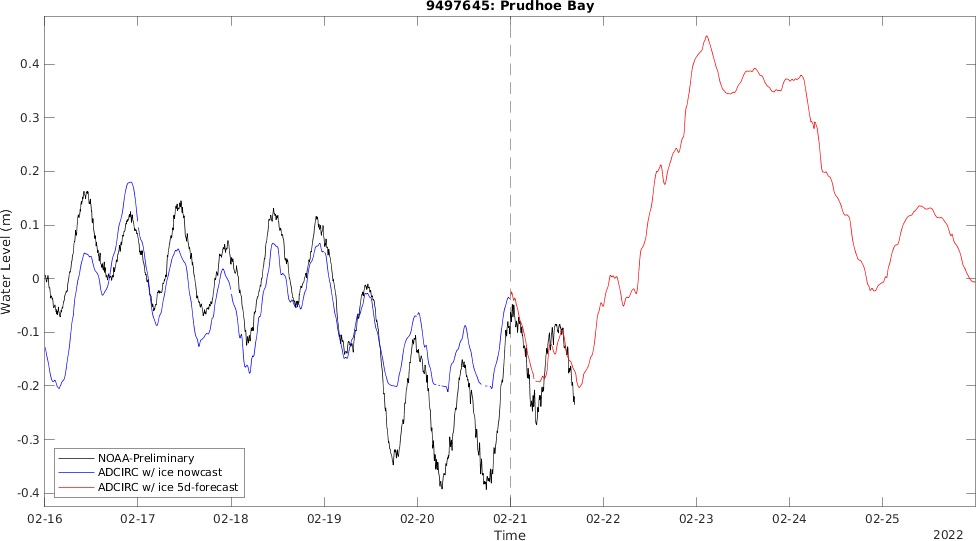 9497645: Prudhoe Bay
Water Level (m)
0.4
0.3
0.2
0.1
0
-0.1
-0.2
-0.3
-0.4
NOAA-Preliminary
ADCIRC w/ ice nowcast
ADCIRC w/ ice 5d-forecast
02-16 02-17 02-18 02-19 02-20 02-21 02-22 02-23 02-24 02-25
Time
2022